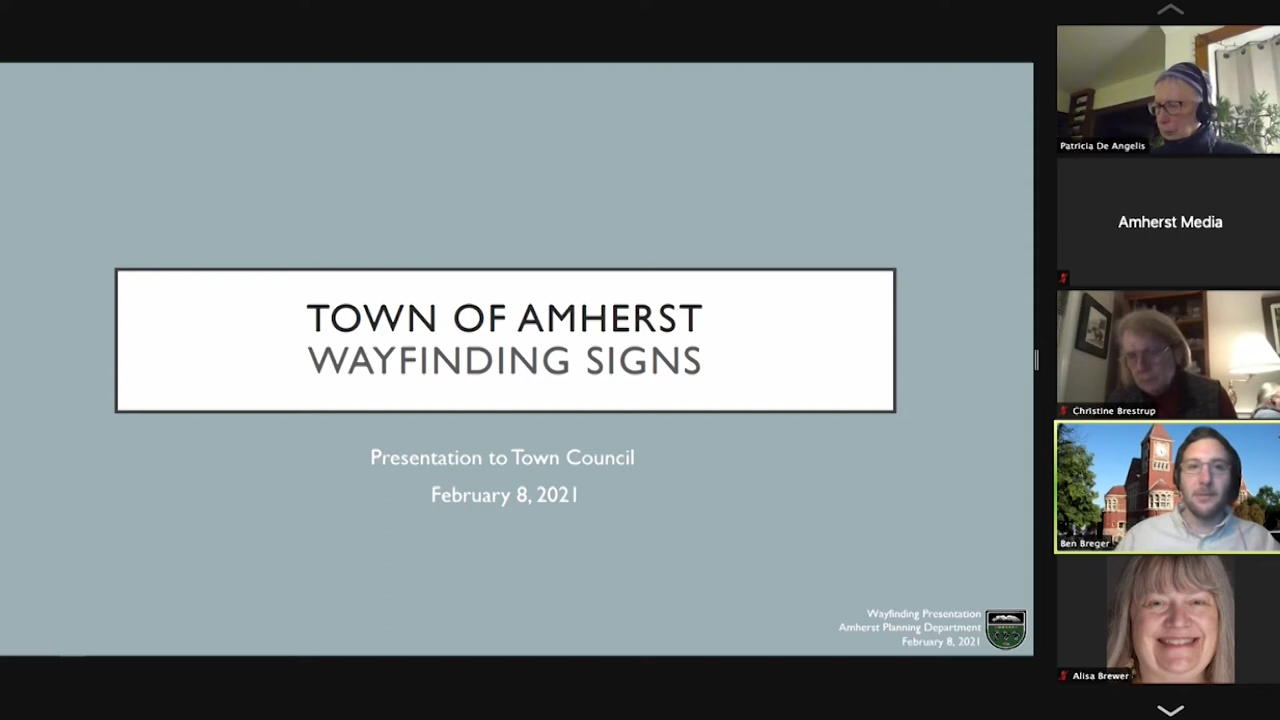 TOWN OF AMHERST
WAYFINDING SIGNS
Presentation to Town Council
February 8, 2021
Wayfinding Presentation
Amherst Planning Department
February 8, 2021
Patricia De Angelis
Amherst Media
Christine Brestrup
Ben Breger
Alisa Brewer